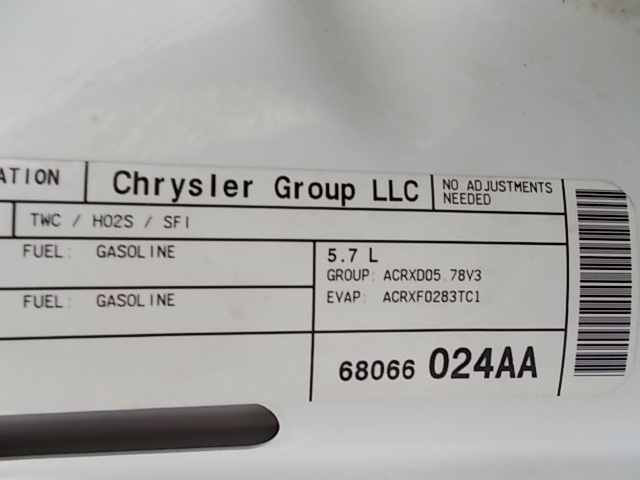 ATION Chrysler Group LLC NO ADJUSTMENTS
NEEDED
TWC / HO2S / SFI
FUEL: GASOLINE
5.7 L
GROUP: ACRXD05.78V3
FUEL: GASOLINE
EVAP: ACRXF0283TC1
68066 024AA